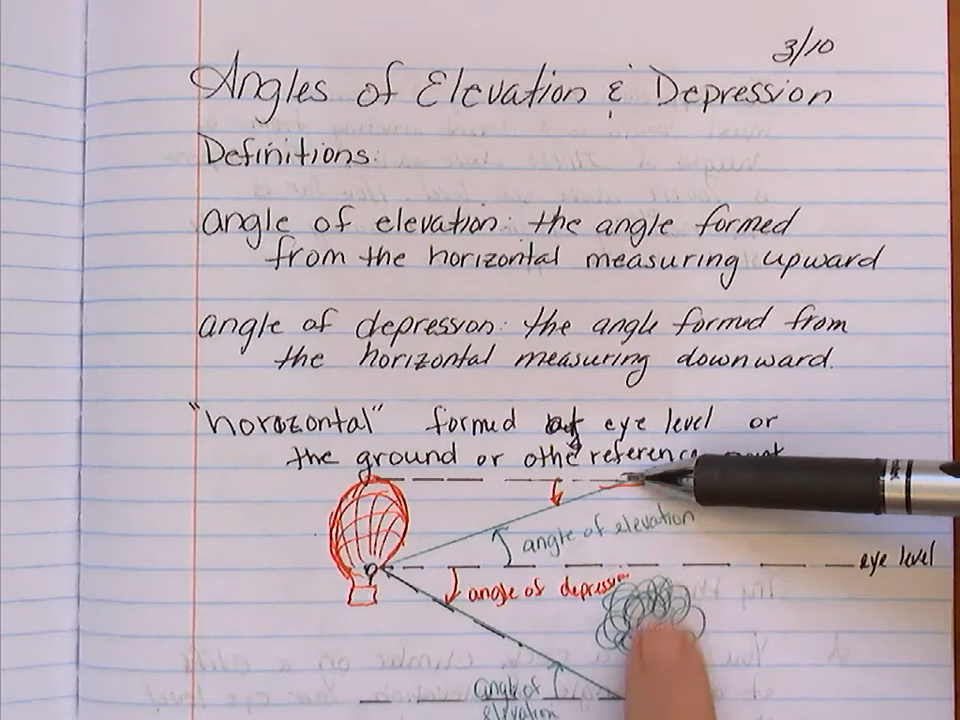 3/10
Angles of Elevation & Depression
Definitions:
angle of elevation: the angle formed
from the horizontal measuring upward
angle of depression: the angle formed from
the horizontal measuring downward.
"horozontal" formed at eye level or
the ground or other reference
angle of elevation
eye level
angle of depression
angle of
elevation